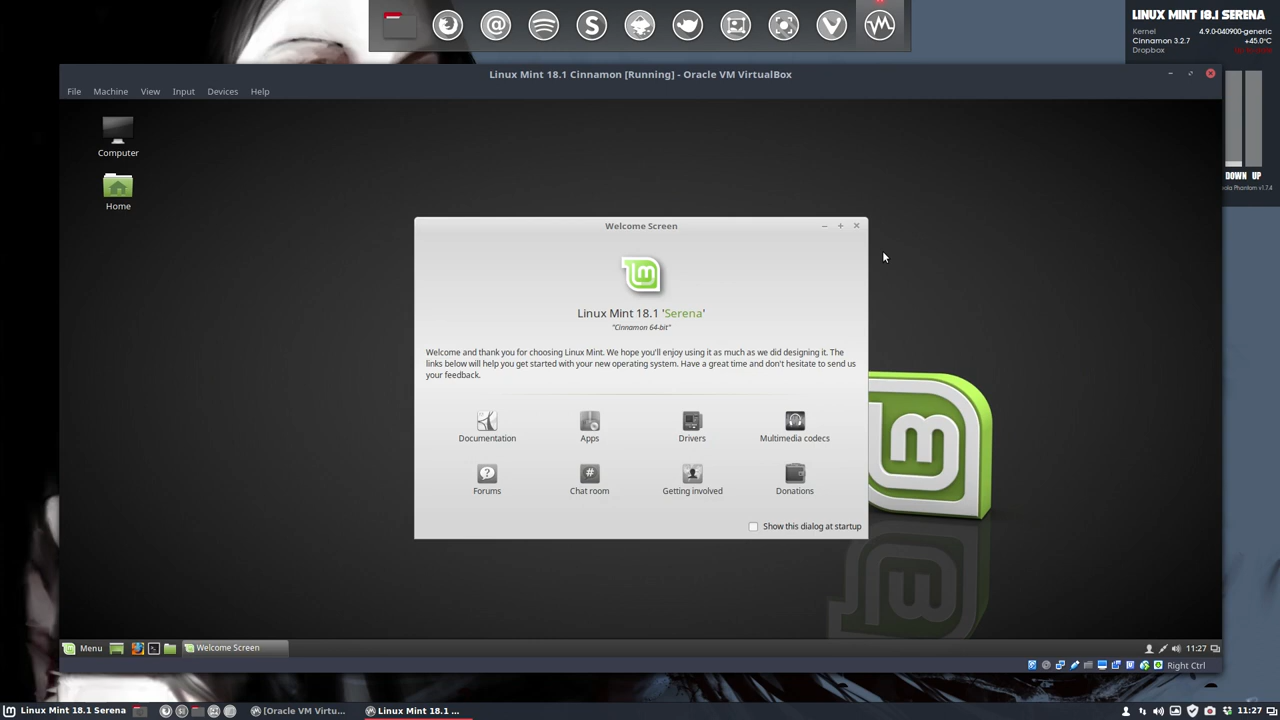 LINUX MINT 18.1 SERENA
Kernel 4.9.0-040900-generic
Cinnamon 3.2.7 +45.0°C
Dropbox
Linux Mint 18.1 Cinnamon [Running] - Oracle VM VirtualBox
File Machine View Input Devices Help
Computer
Home
DOWN UP
Phantom v1.7.4
Welcome Screen
Linux Mint 18.1 'Serena'
"Cinnamon 64-bit"
Welcome and thank you for choosing Linux Mint. We hope you'll enjoy using it as much as we did designing it. The
links below will help you get started with your new operating system. Have a great time and don't hesitate to send us
your feedback.
Documentation Apps Drivers Multimedia codecs
Forums Chat room Getting involved Donations
Show this dialog at startup
Menu Welcome Screen 11:27
Right Ctrl
Linux Mint 18.1 Serena [Oracle VM Virtu... Linux Mint 18.1 ... 11:27